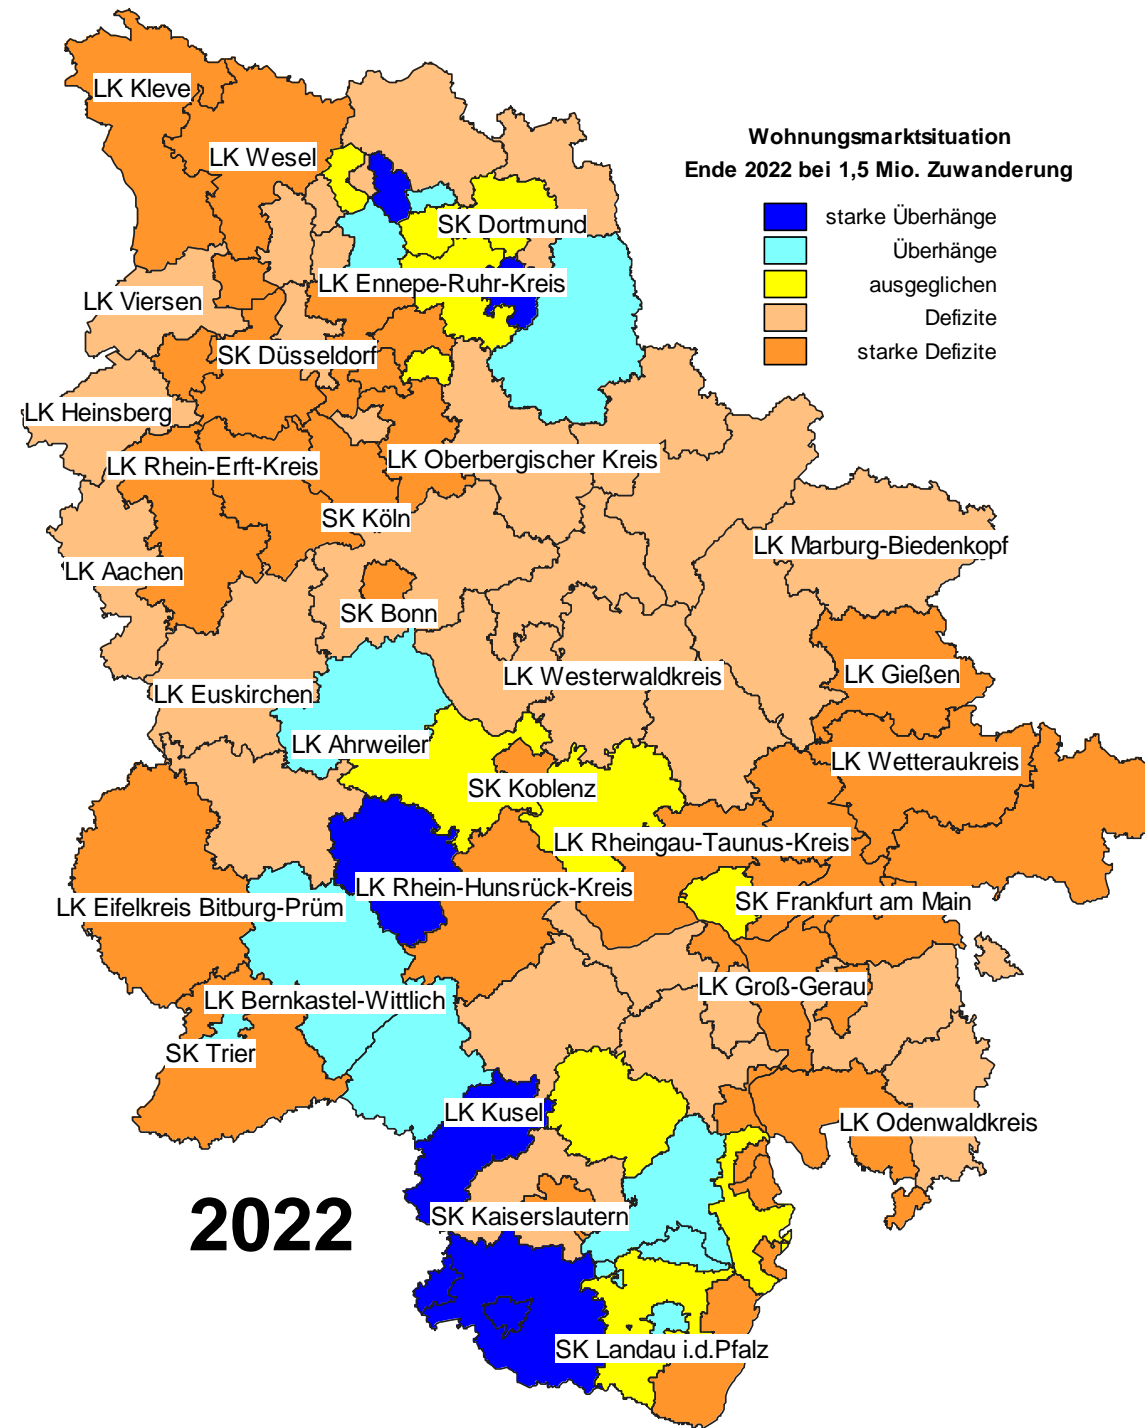 LK Kleve
Wohnungsmarktsituation
Ende 2022 bei 1,5 Mio. Zuwanderung
LK Wesel
starke Überhänge
SK Dortmund
Überhänge
LK Ennepe-Ruhr-Kreis
ausgeglichen
LK Viersen
Defizite
SK Düsseldorf
starke Defizite
LK Heinsberg
LK Rhein-Erft-Kreis
LK Oberbergischer Kreis
SK Köln
LK Marburg-Biedenkopf
LK Aachen
SK Bonn
LK Westerwaldkreis
LK Gießen
LK Euskirchen
LK Ahrweiler
LK Wetteraukreis
SK Koblenz
LK Rheingau-Taunus-Kreis
LK Rhein-Hunsrück-Kreis
SK Frankfurt am Main
LK Eifelkreis Bitburg-Prüm
LK Groß-Gerau
LK Bernkastel-Wittlich
SK Trier
LK Kusel
LK Odenwaldkreis
2022
SK Kaiserslautern
SK Landau i.d.Pfalz